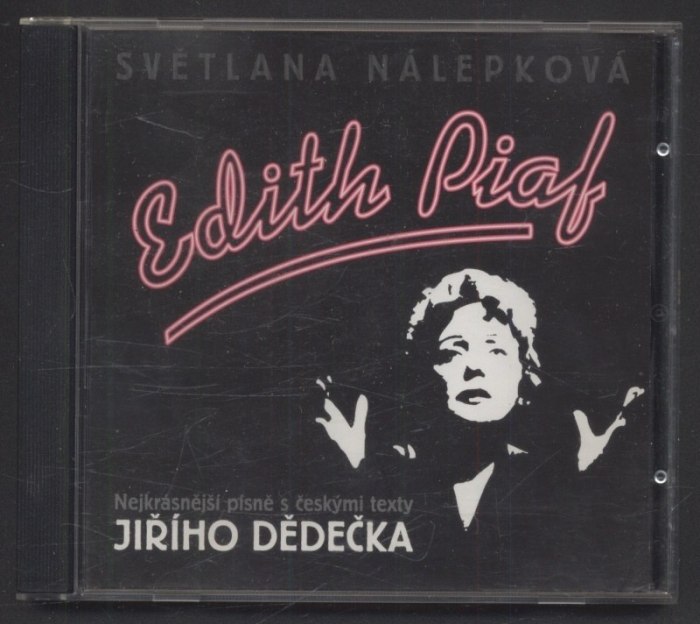 SVĚTLANA NÁLEPKOVÁ
Edith Piaf
Nejkrásnější písně s českými texty
JIŘÍHO DĚDEČKA